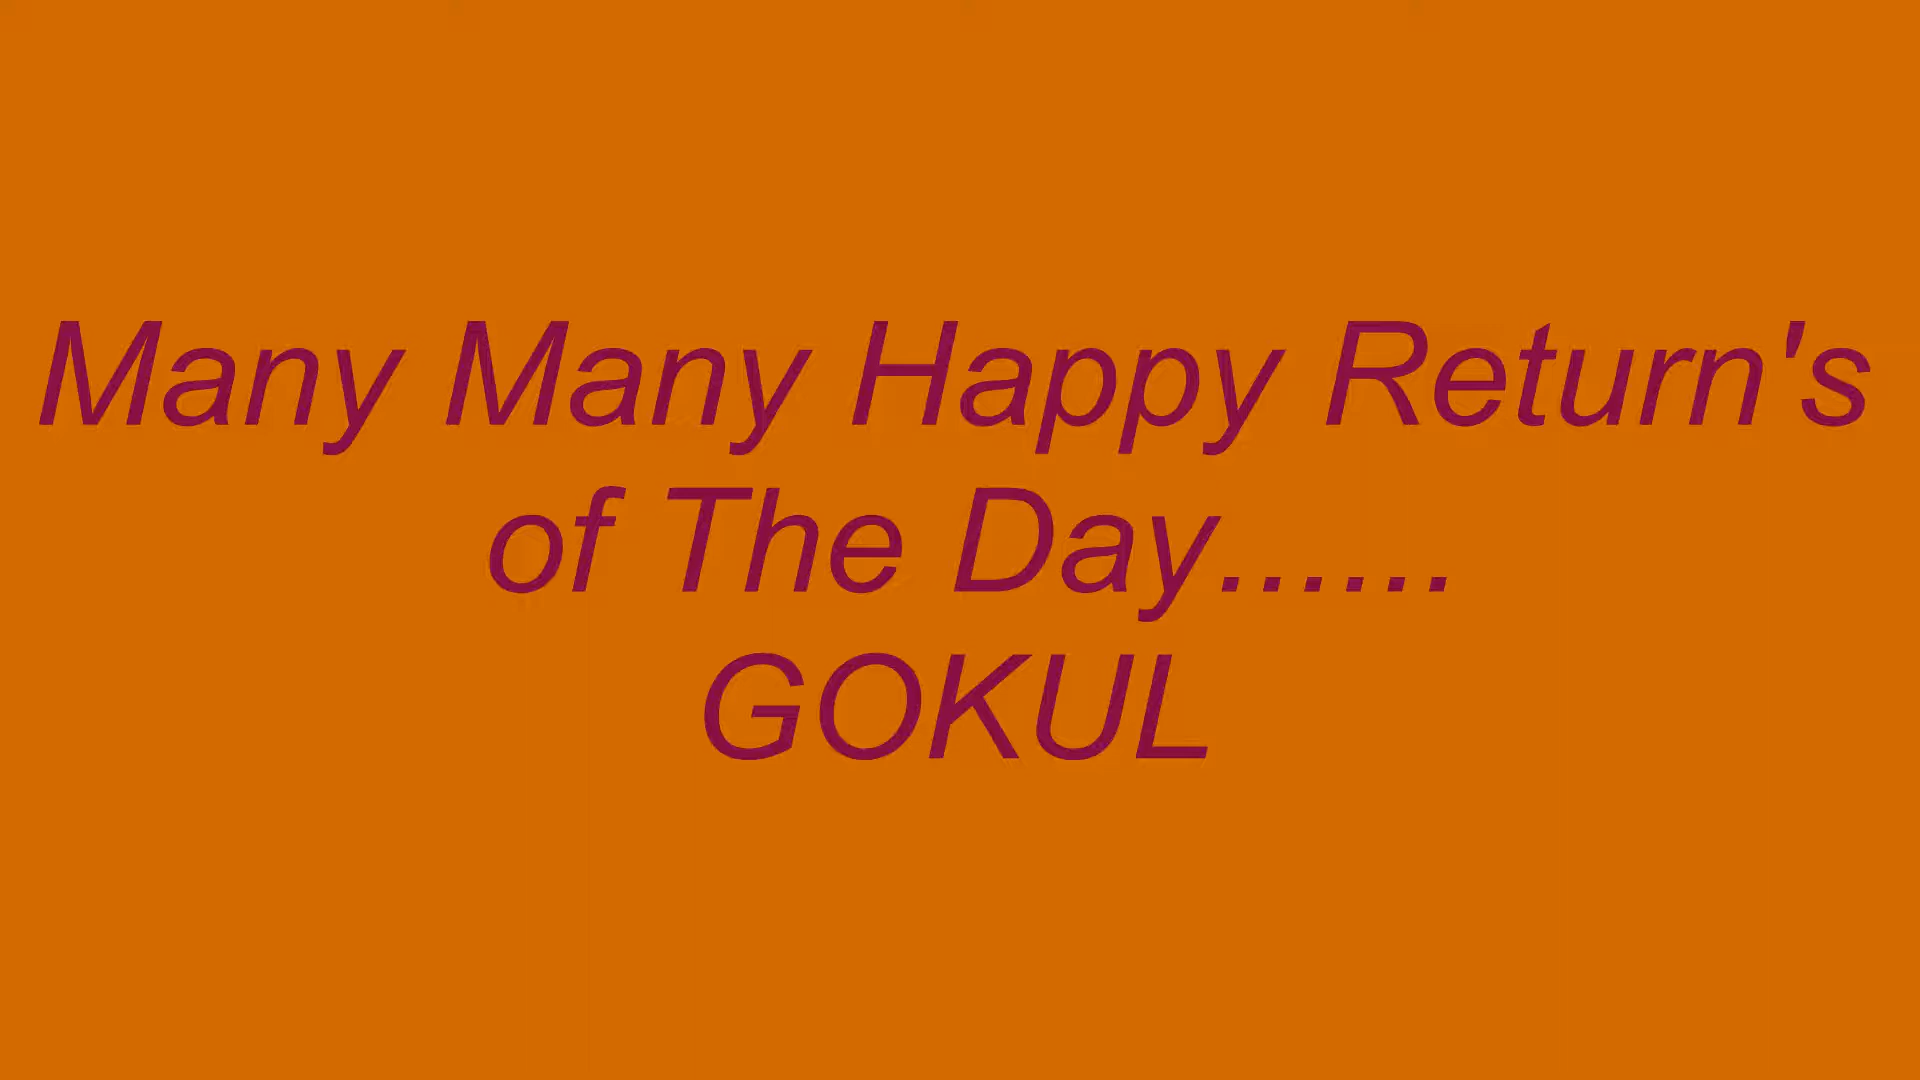 Many Many Happy Return's
of The Day......
GOKUL